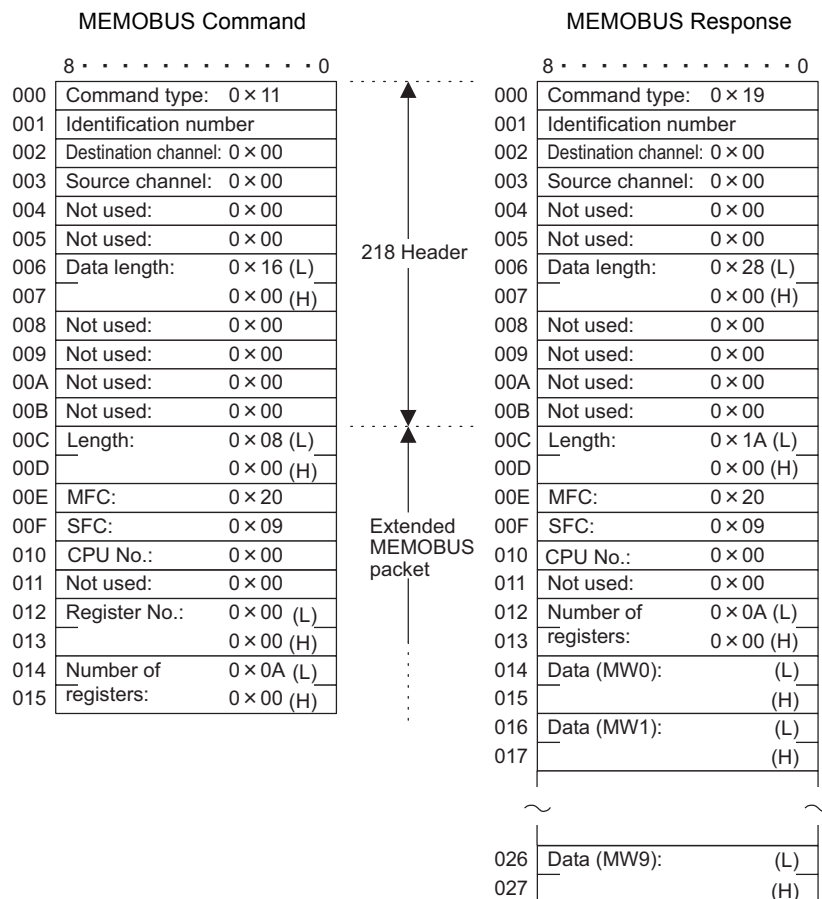 MEMOBUS Command
8 · · · · · · · · · · · · 0
000 Command type: 0×11
001 Identification number
002 Destination channel: 0×00
003 Source channel: 0×00
004 Not used: 0×00
005 Not used: 0×00
006 Data length: 0×16 (L)
007 0×00 (H)
008 Not used: 0×00
009 Not used: 0×00
00A Not used: 0×00
00B Not used: 0×00
00C Length: 0×08 (L)
00D 0×00 (H)
00E MFC: 0×20
00F SFC: 0×09
010 CPU No.: 0×00
011 Not used: 0×00
012 Register No.: 0×00 (L)
013 0×00 (H)
014 Number of 0×0A (L)
015 registers: 0×00 (H)
218 Header
Extended
MEMOBUS
packet
MEMOBUS Response
8 · · · · · · · · · · · · 0
000 Command type: 0×19
001 Identification number
002 Destination channel: 0×00
003 Source channel: 0×00
004 Not used: 0×00
005 Not used: 0×00
006 Data length: 0×28 (L)
007 0×00 (H)
008 Not used: 0×00
009 Not used: 0×00
00A Not used: 0×00
00B Not used: 0×00
00C Length: 0×1A (L)
00D 0×00 (H)
00E MFC: 0×20
00F SFC: 0×09
010 CPU No.: 0×00
011 Not used: 0×00
012 Number of 0×0A (L)
013 registers: 0×00 (H)
014 Data (MW0): (L)
015 (H)
016 Data (MW1): (L)
017 (H)
026 Data (MW9): (L)
027 (H)